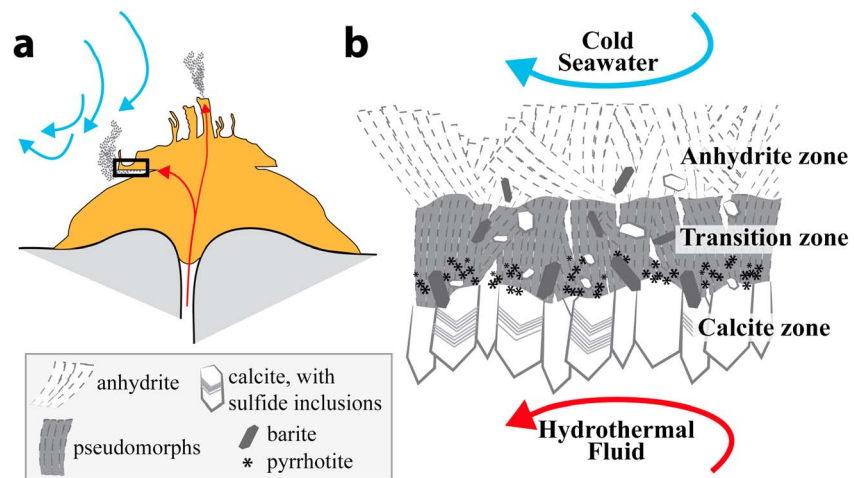 a
b
Cold
Seawater
Anhydrite zone
Transition zone
Calcite zone
Hydrothermal
Fluid
anhydrite
calcite, with
sulfide inclusions
pseudomorphs
barite
pyrrhotite